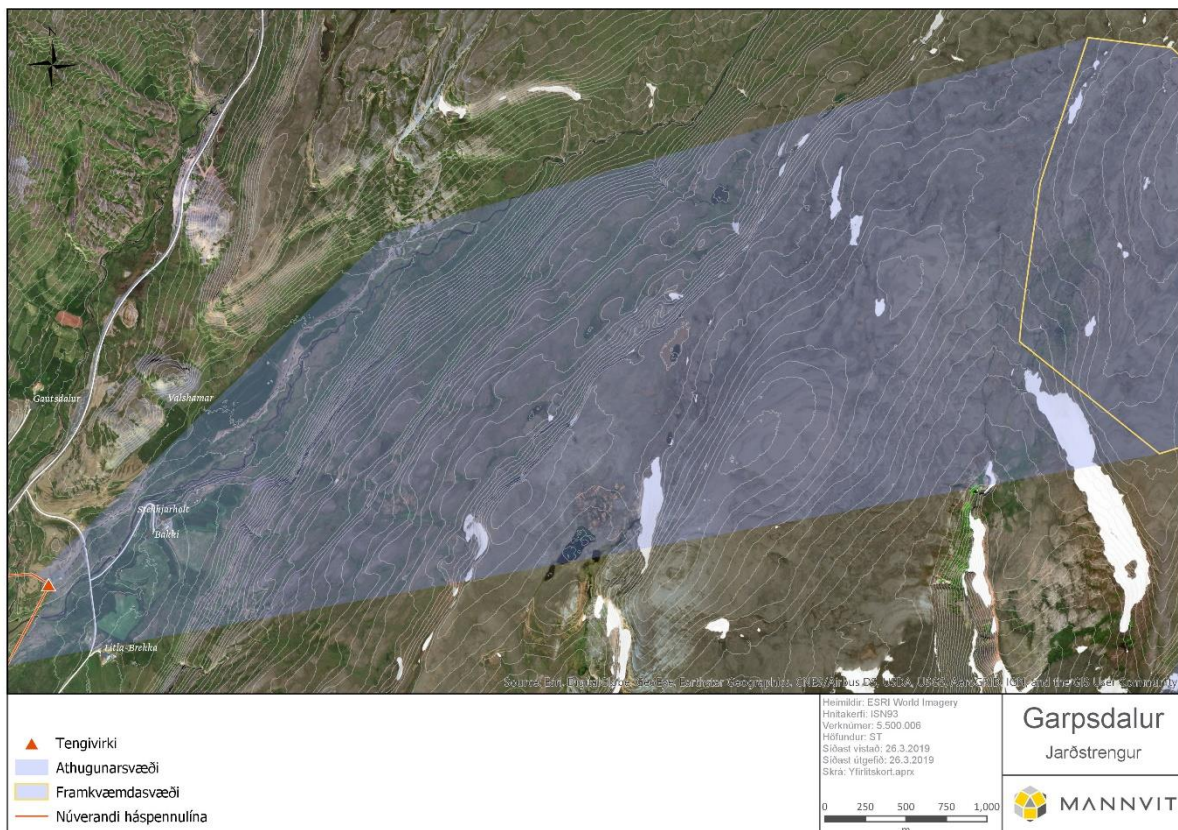 N
Gautsdalur
Valshamar
Steinkjarholt
Bakki
Litla-Brekka
Source: Esri, DigitalGlobe, GeoEye, Earthstar Geographics, CNES/Airbus DS, USDA, USGS, AeroGRID, IGN, and the GIS User Community
Tengivirki
Athugunarsvæði
Framkvæmdasvæði
Núverandi háspennulína
Heimildir: ESRI World Imagery
Hnitakerfi: ISN93
Verknúmer: 5.500.006
Höfundur: ST
Síðast vistað: 26.3.2019
Síðast útgefið: 26.3.2019
Skrá: Yfirlitskort.aprx
0 250 500 750 1,000
m
Garpsdalur
Jarðstrengur
MANNVIT